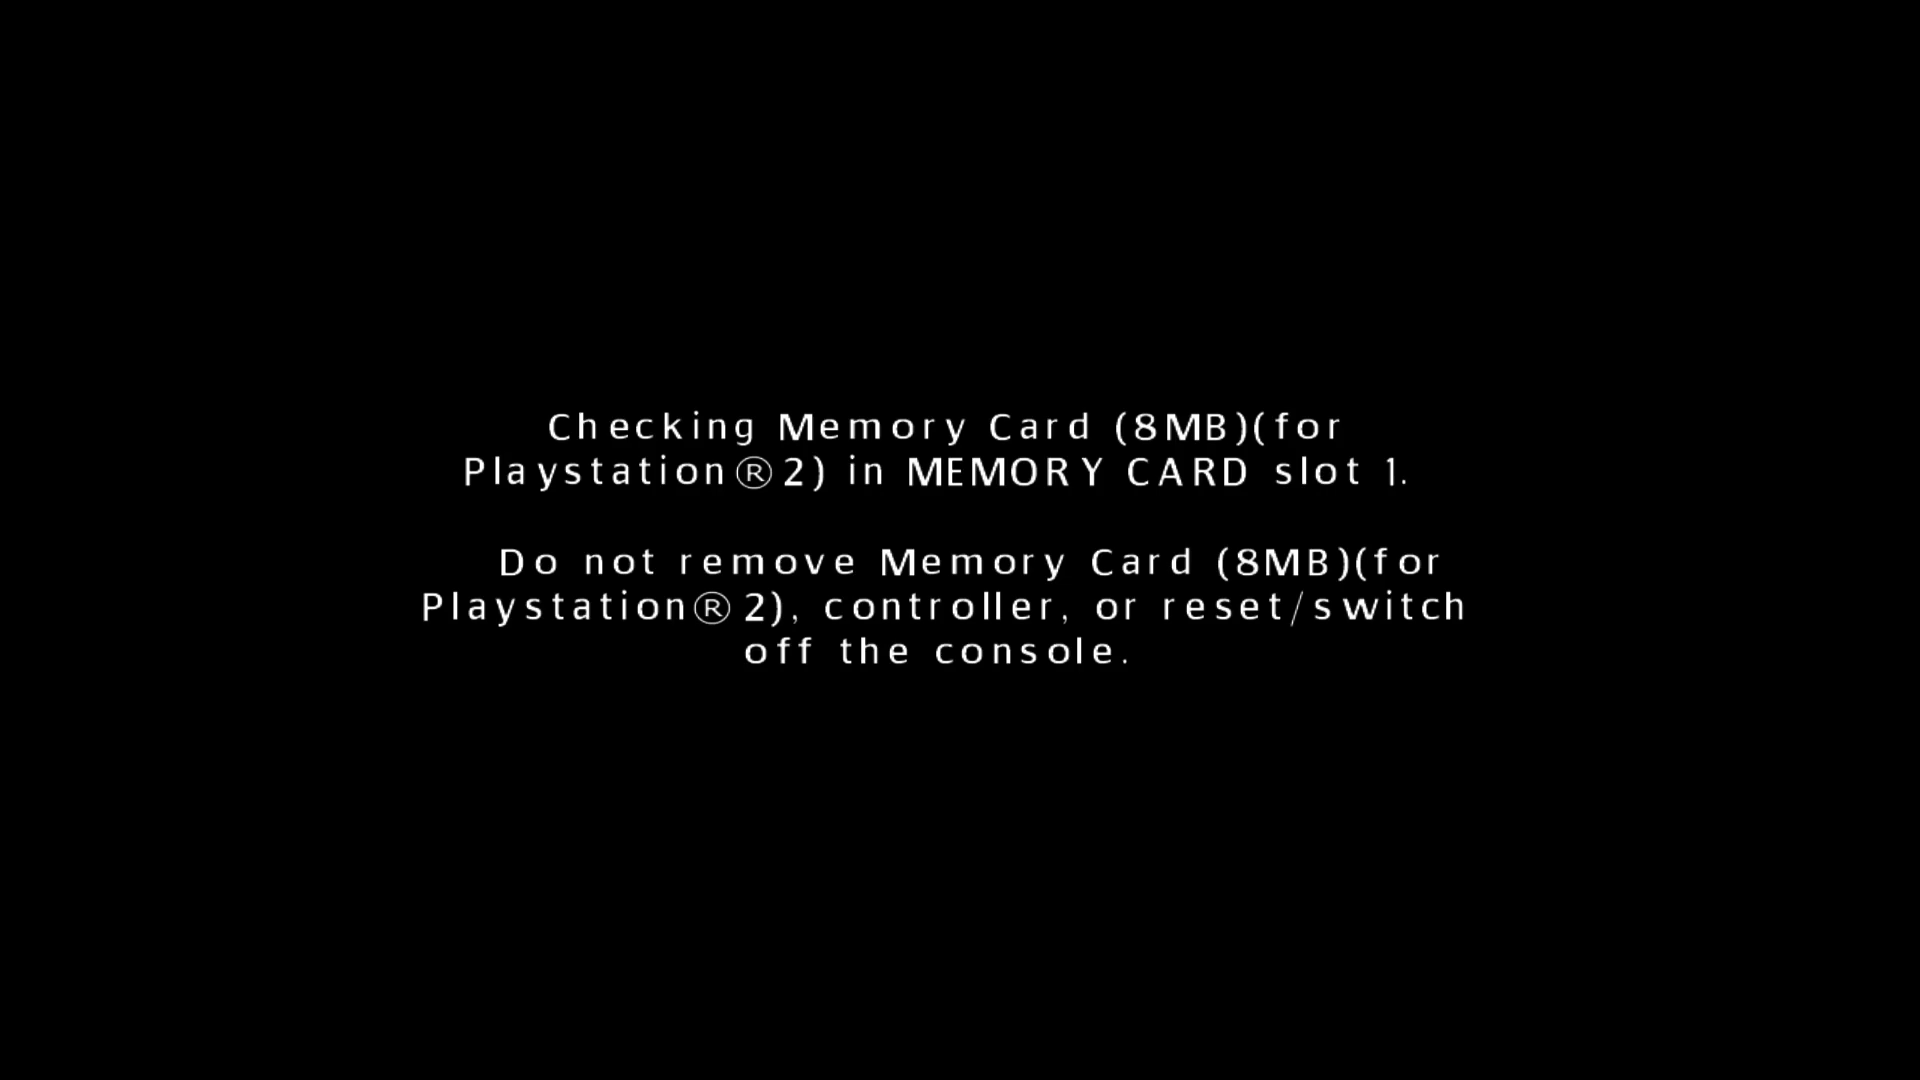 Checking Memory Card (8MB)(for
Playstation®2) in MEMORY CARD slot 1.
Do not remove Memory Card (8MB)(for
Playstation®2), controller, or reset/switch
off the console.